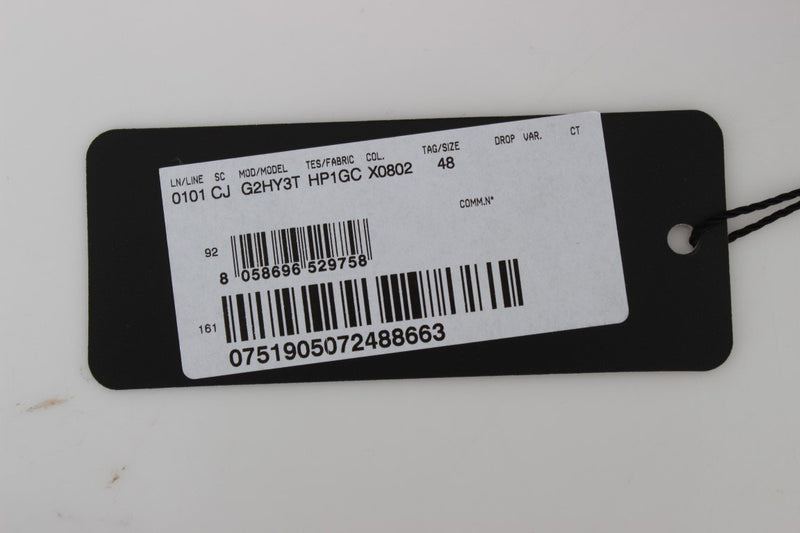 LN/LINE SC MOD/MODEL TES/FABRIC COL. TAG/SIZE DROP VAR. CT
0101 CJ G2HY3T HP1GC X0802 48
COMM.N°
92
8 058696 529758
161
0751905072488663